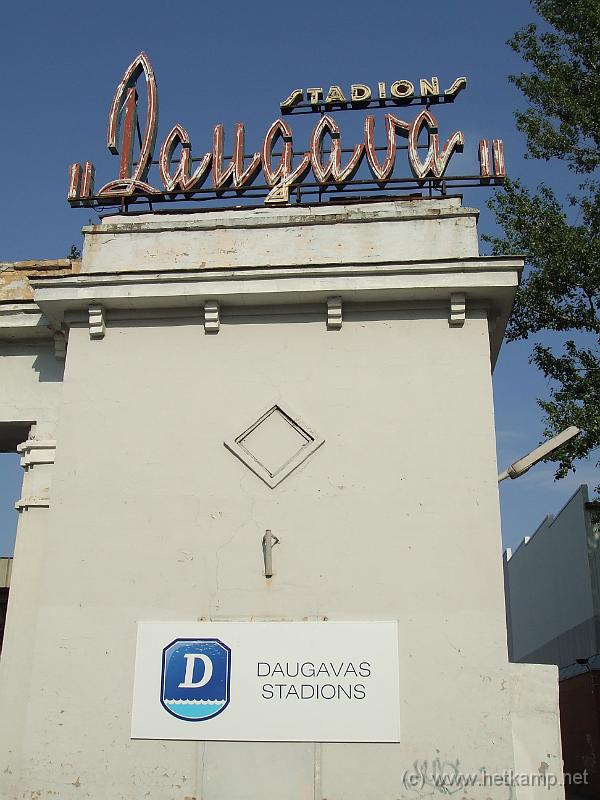 STADIONS
"Daugava"
D
DAUGAVAS
STADIONS
(c) www.hetkamp.net